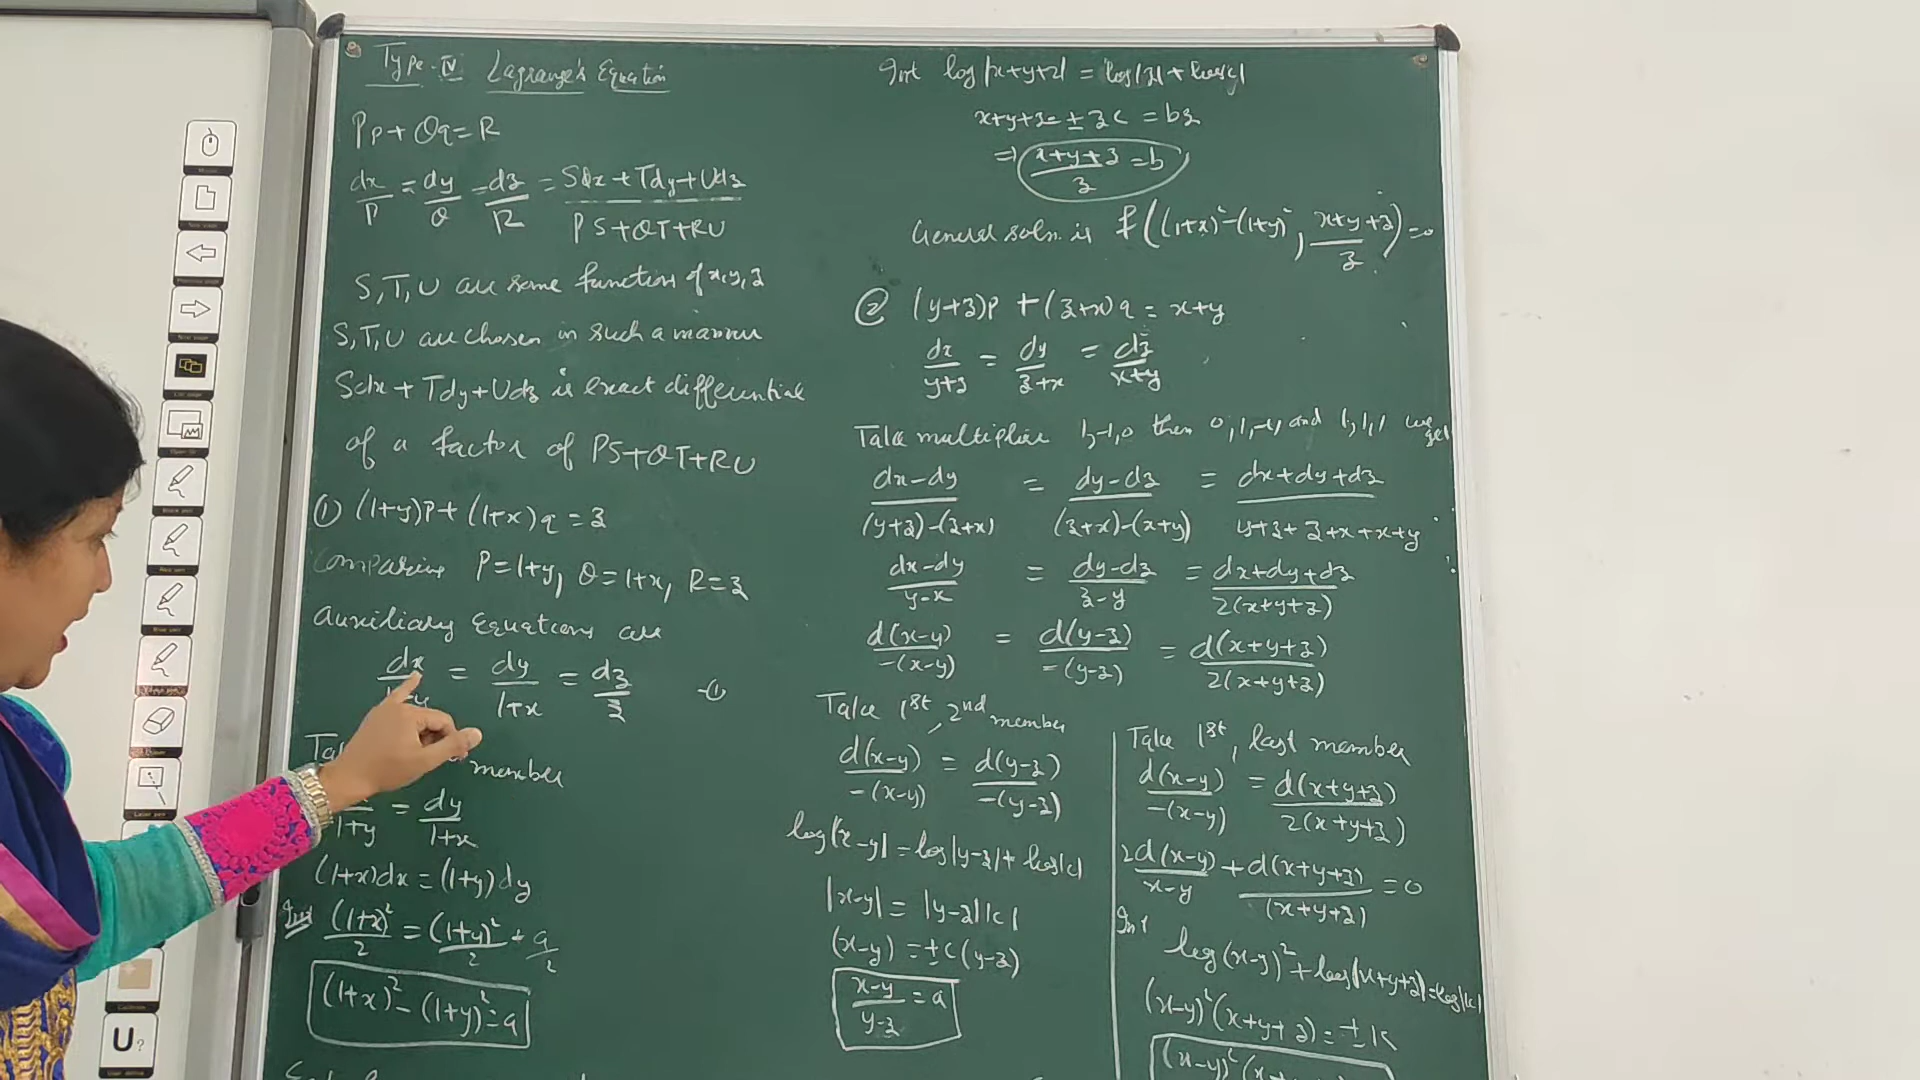 Type-IV Lagrange's Equation
Pp + Qq = R
dx/P = dy/Q = dz/R = Sdx + Tdy + Udz / PS+QT+RU
S,T,U are some function of x,y,z
S,T,U are chosen in such a manner
Sdx + Tdy + Udz is exact differential
of a factor of PS+QT+RU
① (1+y)p + (1+x)q = z
Comparing P=1+y, Q=1+x, R=z
Auxiliary Equations are
dx/1+y = dy/1+x = dz/z -①
member
/1+y = dy/1+x
(1+x)dx = (1+y)dy
Int (1+x)²/2 = (1+y)²/2 + a/2
(1+x)² - (1+y)² = a
Int log|x+y+z| = log|z| + log|c|
x+y+z = ± zc = bz
⇒ x+y+z/z = b
General soln. is f((1+x)²-(1+y)², x+y+z/z) = 0
② (y+z)p + (z+x)q = x+y
dx/y+z = dy/z+x = dz/x+y
Take multiplier 1,-1,0 then 0,1,-1, and 1,1,1 we get
dx-dy/(y+z)-(z+x) = dy-dz/(z+x)-(x+y) = dx+dy+dz/y+z+z+x+x+y
dx-dy/y-x = dy-dz/z-y = dx+dy+dz/2(x+y+z)
d(x-y)/-(x-y) = d(y-z)/-(y-z) = d(x+y+z)/2(x+y+z)
Take 1st, 2nd member
d(x-y)/-(x-y) = d(y-z)/-(y-z)
log|x-y| = log|y-z| + log|c|
|x-y| = |y-z||c|
(x-y) = ±c(y-z)
x-y/y-z = a
Take 1st, last member
d(x-y)/-(x-y) = d(x+y+z)/2(x+y+z)
2d(x-y)/x-y + d(x+y+z)/(x+y+z) = 0
Int
log(x-y)² + log|x+y+z| = log|k|
(x-y)²(x+y+z) = ± k
(x-y)²(x+
U?